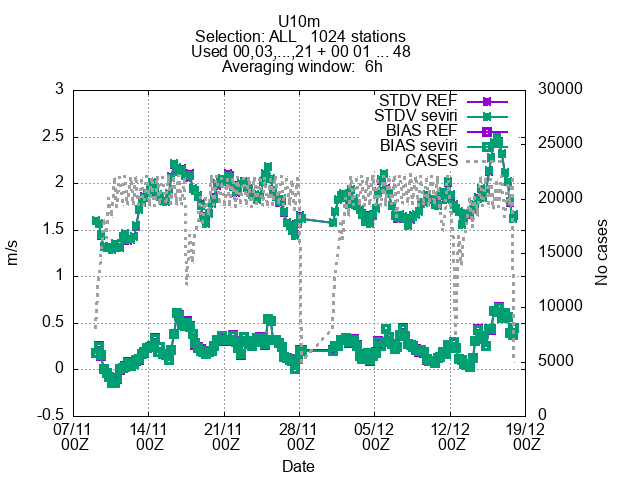 U10m
Selection: ALL   1024 stations
Used 00,03,...,21 + 00 01 ... 48
Averaging window:  6h
STDV REF
STDV seviri
BIAS REF
BIAS seviri
CASES
3
2.5
2
1.5
1
0.5
0
-0.5
m/s
30000
25000
20000
15000
10000
5000
0
No cases
07/11 14/11 21/11 28/11 05/12 12/12 19/12
00Z 00Z 00Z 00Z 00Z 00Z 00Z
Date